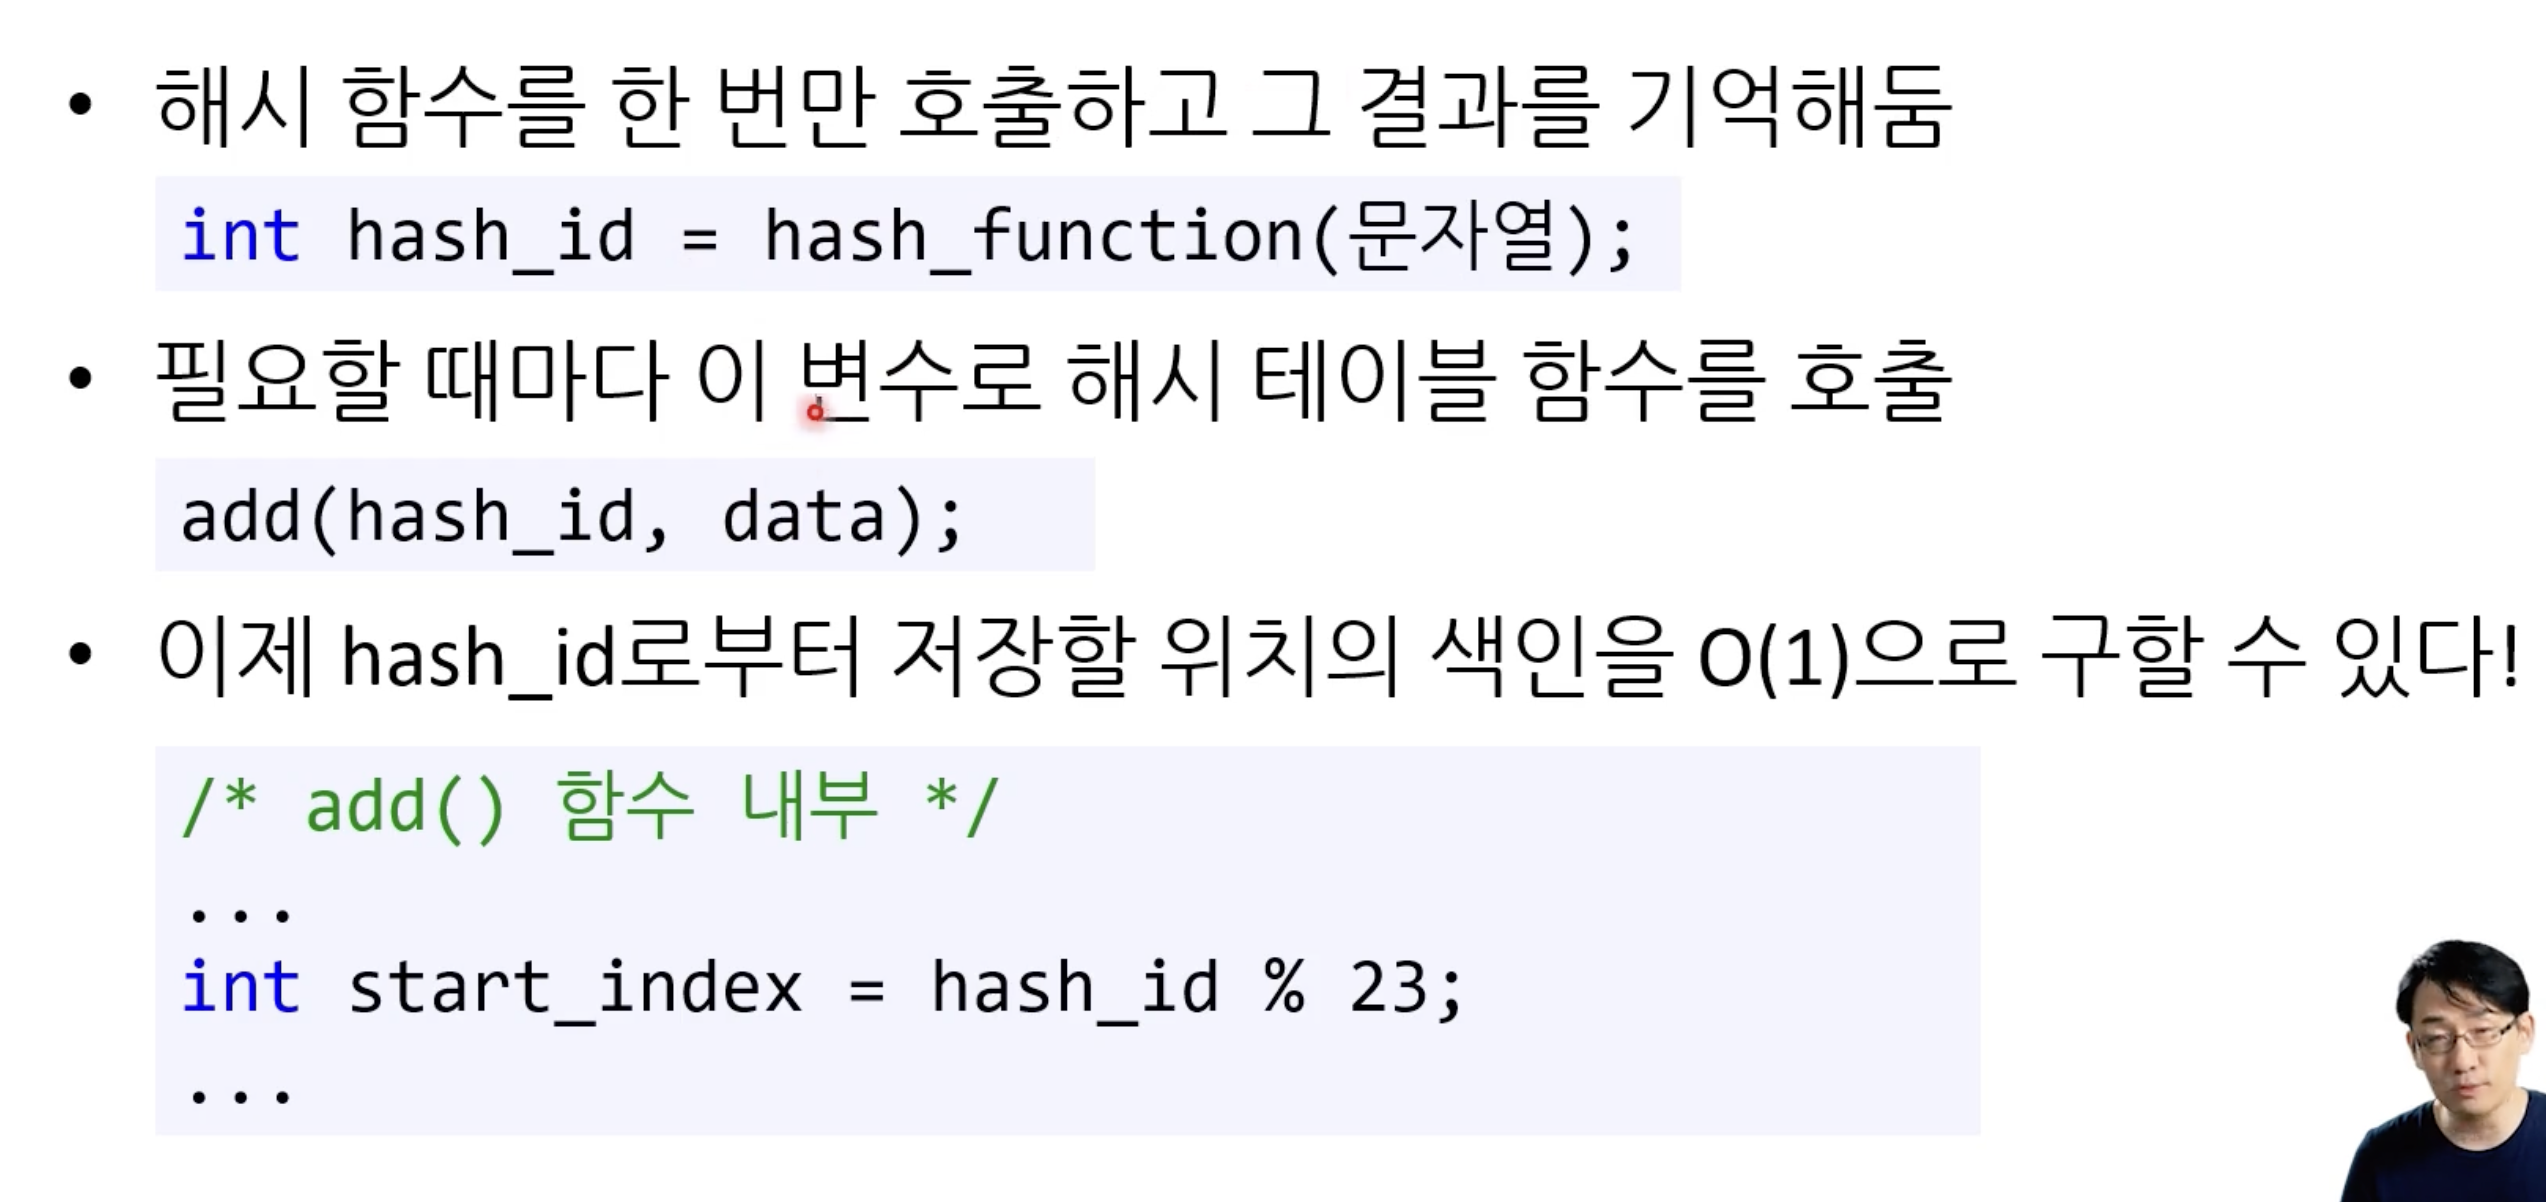 • 해시 함수를 한 번만 호출하고 그 결과를 기억해둠
int hash_id = hash_function(문자열);
• 필요할 때마다 이 변수로 해시 테이블 함수를 호출
add(hash_id, data);
• 이제 hash_id로부터 저장할 위치의 색인을 O(1)으로 구할 수 있다!
/* add() 함수 내부 */
...
int start_index = hash_id % 23;
...